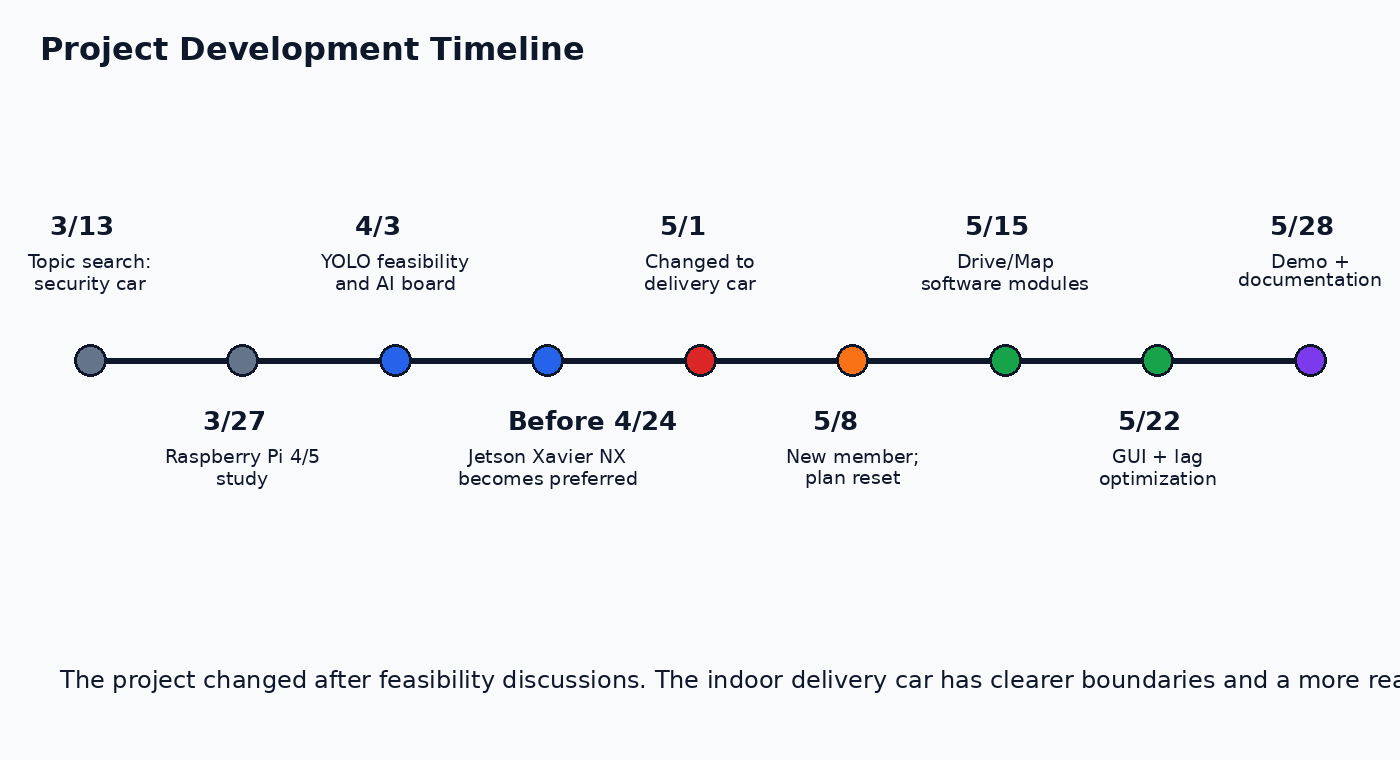 Project Development Timeline
3/13
Topic search:
security car
4/3
YOLO feasibility
and AI board
5/1
Changed to
delivery car
5/15
Drive/Map
software modules
5/28
Demo +
documentation
3/27
Raspberry Pi 4/5
study
Before 4/24
Jetson Xavier NX
becomes preferred
5/8
New member;
plan reset
5/22
GUI + lag
optimization
The project changed after feasibility discussions. The indoor delivery car has clearer boundaries and a more